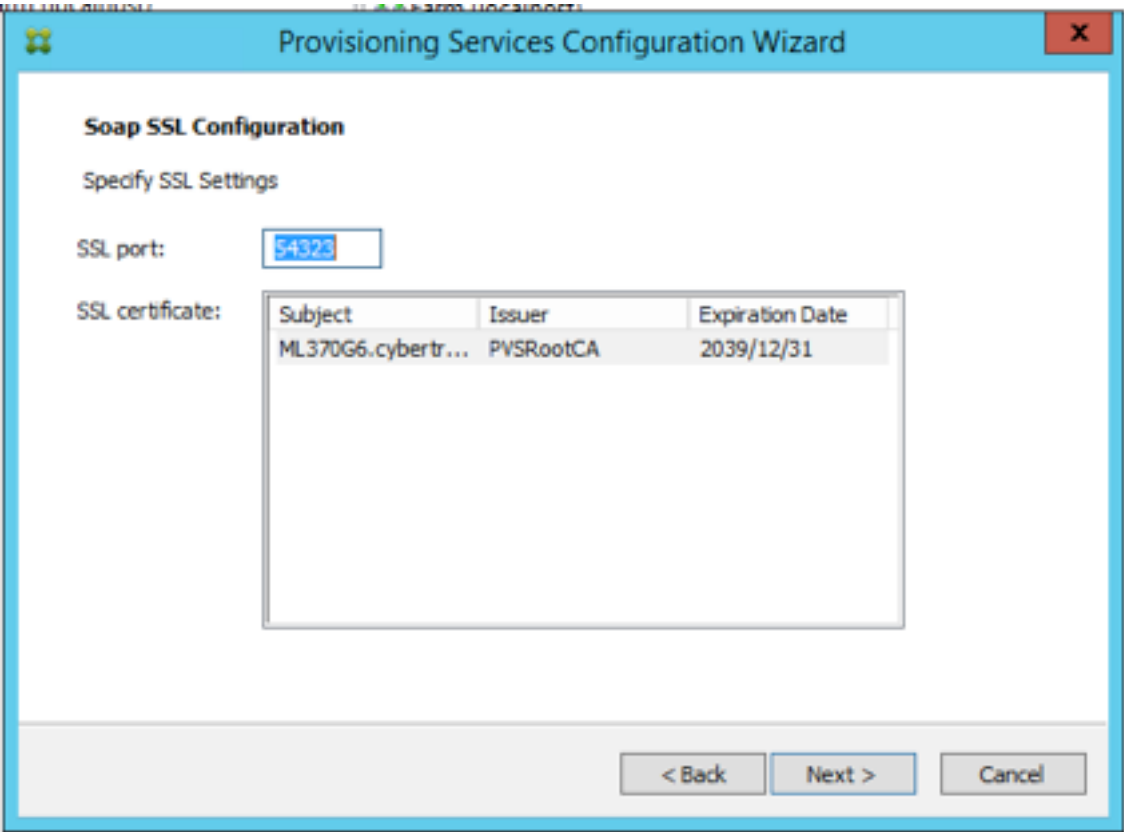 Provisioning Services Configuration Wizard
x
Soap SSL Configuration
Specify SSL Settings
SSL port: 54323
SSL certificate:
Subject Issuer Expiration Date
ML370G6.cybertr... PVSRootCA 2039/12/31
< Back Next > Cancel